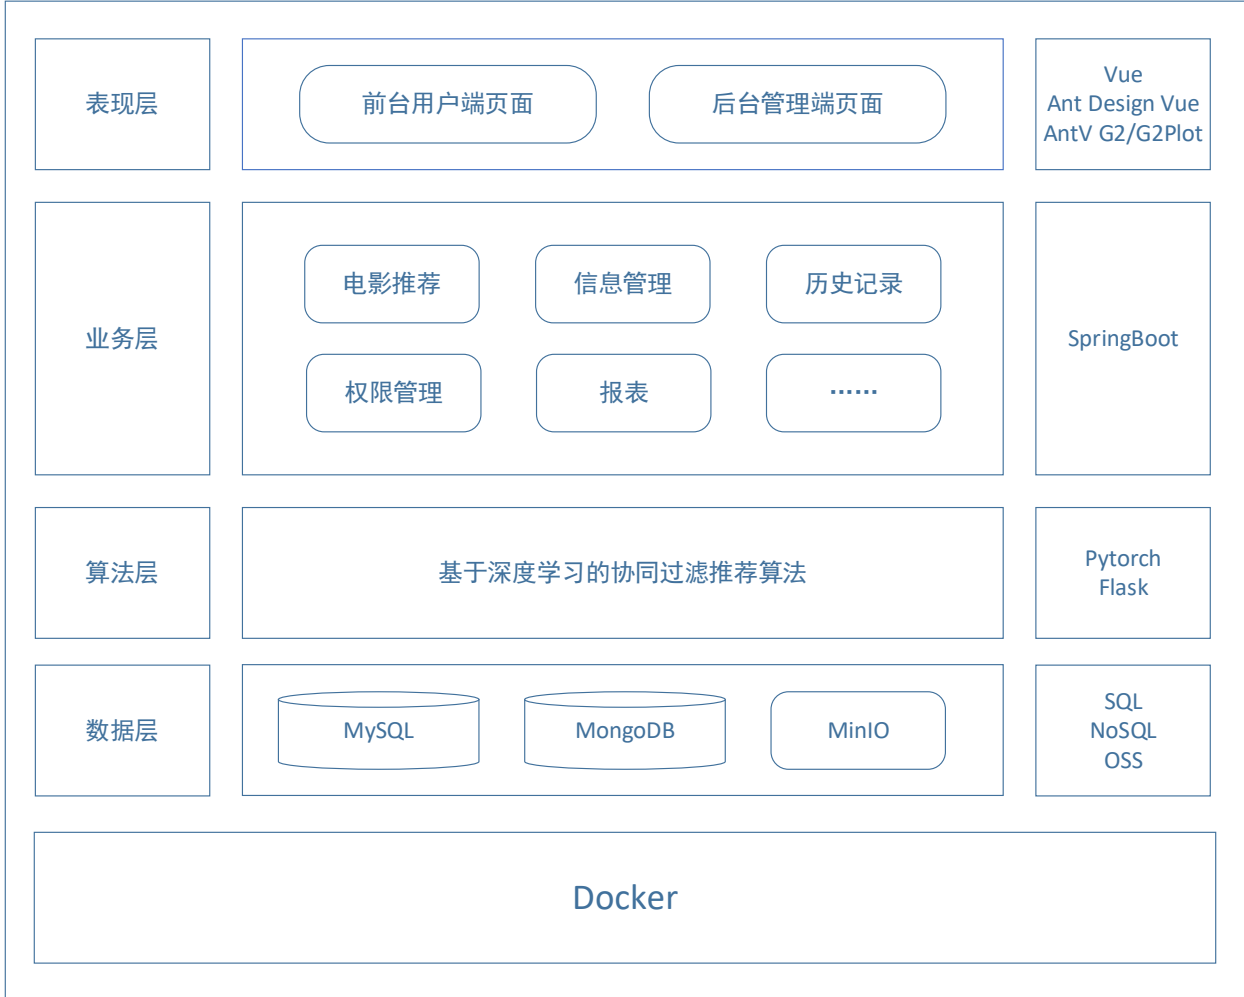 表现层
前台用户端页面
后台管理端页面
Vue
Ant Design Vue
AntV G2/G2Plot
业务层
电影推荐
信息管理
历史记录
权限管理
报表
……
SpringBoot
算法层
基于深度学习的协同过滤推荐算法
Pytorch
Flask
数据层
MySQL
MongoDB
MinIO
SQL
NoSQL
OSS
Docker